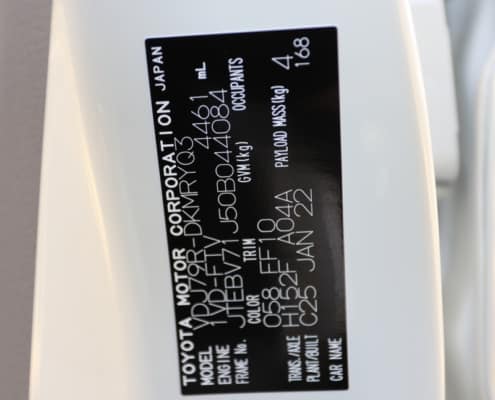 TOYOTA MOTOR CORPORATION JAPAN
MODEL VDJ79R-DKMRYQ3
ENGINE 1VD-FTV 4461 mL
FRAME No. JTEBV71J50B044084
GVM(kg) OCCUPANTS
COLOR TRIM
058 FF10 4
TRANS./AXLE H152F A04A PAYLOAD MASS(kg) 168
PLANT/BUILT C25 JAN 22
CAR NAME